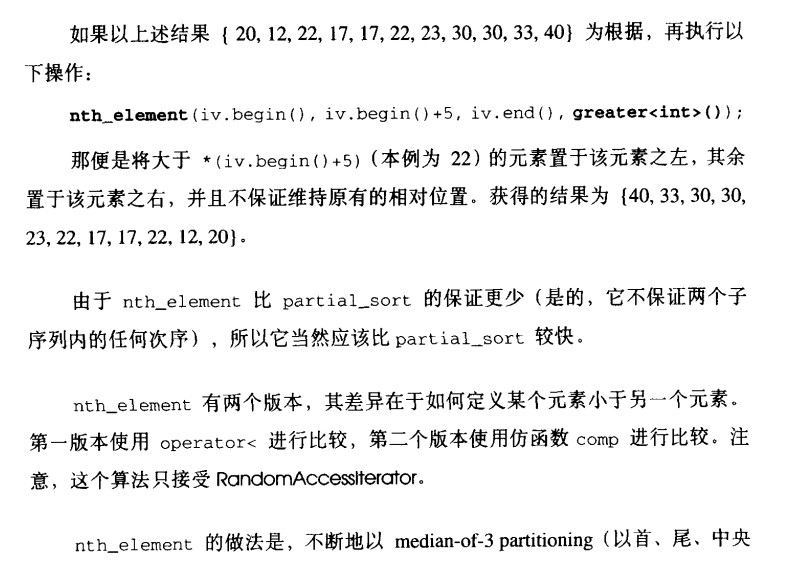 如果以上述结果 { 20, 12, 22, 17, 17, 22, 23, 30, 30, 33, 40} 为根据，再执行以
下操作：
nth_element(iv.begin(), iv.begin()+5, iv.end(), greater<int>());
那便是将大于 *(iv.begin()+5)（本例为 22）的元素置于该元素之左，其余
置于该元素之右，并且不保证维持原有的相对位置。获得的结果为 {40, 33, 30, 30,
23, 22, 17, 17, 22, 12, 20}。
由于 nth_element 比 partial_sort 的保证更少（是的，它不保证两个子
序列内的任何次序），所以它当然应该比 partial_sort 较快。
nth_element 有两个版本，其差异在于如何定义某个元素小于另一个元素。
第一版本使用 operator< 进行比较，第二个版本使用仿函数 comp 进行比较。注
意，这个算法只接受 RandomAccessIterator。
nth_element 的做法是，不断地以 median-of-3 partitioning（以首、尾、中央